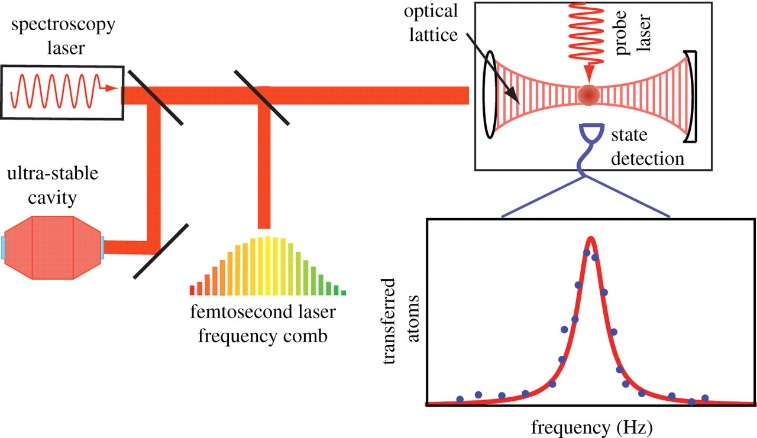 spectroscopy
laser
optical
lattice
probe
laser
ultra-stable
cavity
state
detection
femtosecond laser
frequency comb
transferred
atoms
frequency (Hz)